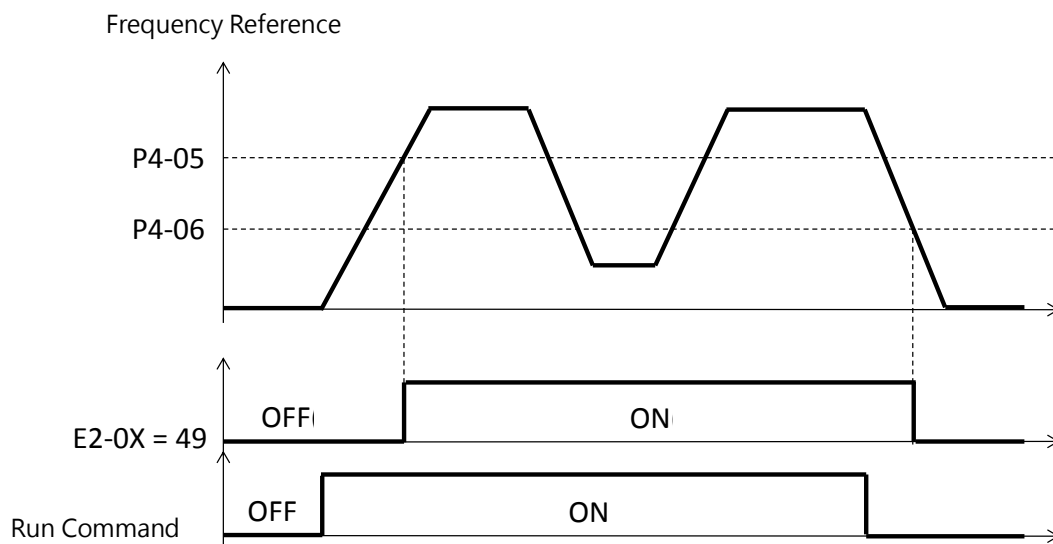 Frequency Reference
P4-05
P4-06
OFF
ON
E2-0X = 49
OFF
ON
Run Command